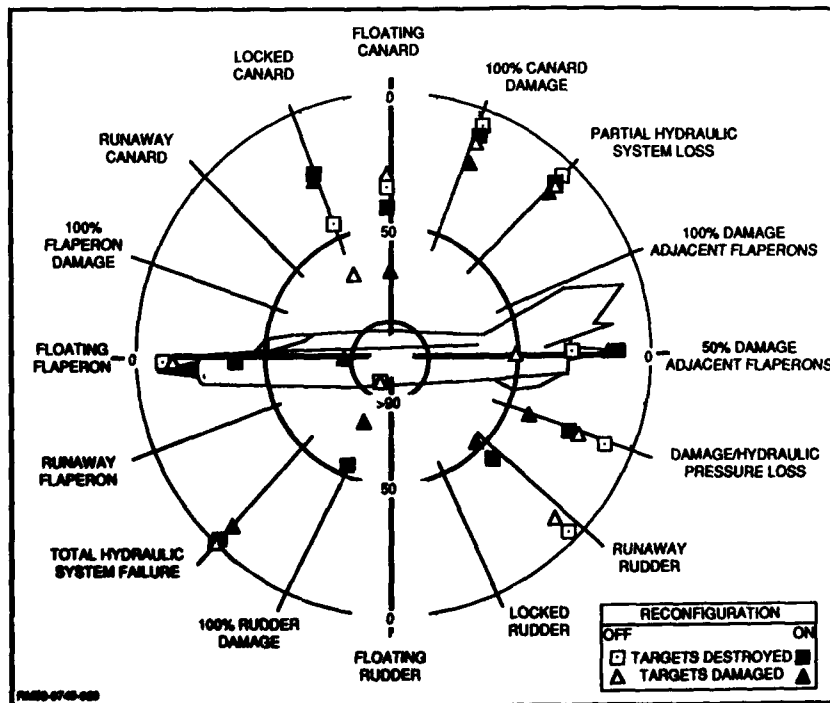 FLOATING
CANARD
LOCKED
CANARD
100% CANARD
DAMAGE
RUNAWAY
CANARD
PARTIAL HYDRAULIC
SYSTEM LOSS
0
50
100%
FLAPERON
DAMAGE
100% DAMAGE
ADJACENT FLAPERONS
FLOATING
FLAPERON
0
0
50% DAMAGE
ADJACENT FLAPERONS
>90
RUNAWAY
FLAPERON
DAMAGE/HYDRAULIC
PRESSURE LOSS
50
TOTAL HYDRAULIC
SYSTEM FAILURE
RUNAWAY
RUDDER
100% RUDDER
DAMAGE
LOCKED
RUDDER
0
FLOATING
RUDDER
RECONFIGURATION
OFF ON
TARGETS DESTROYED
TARGETS DAMAGED